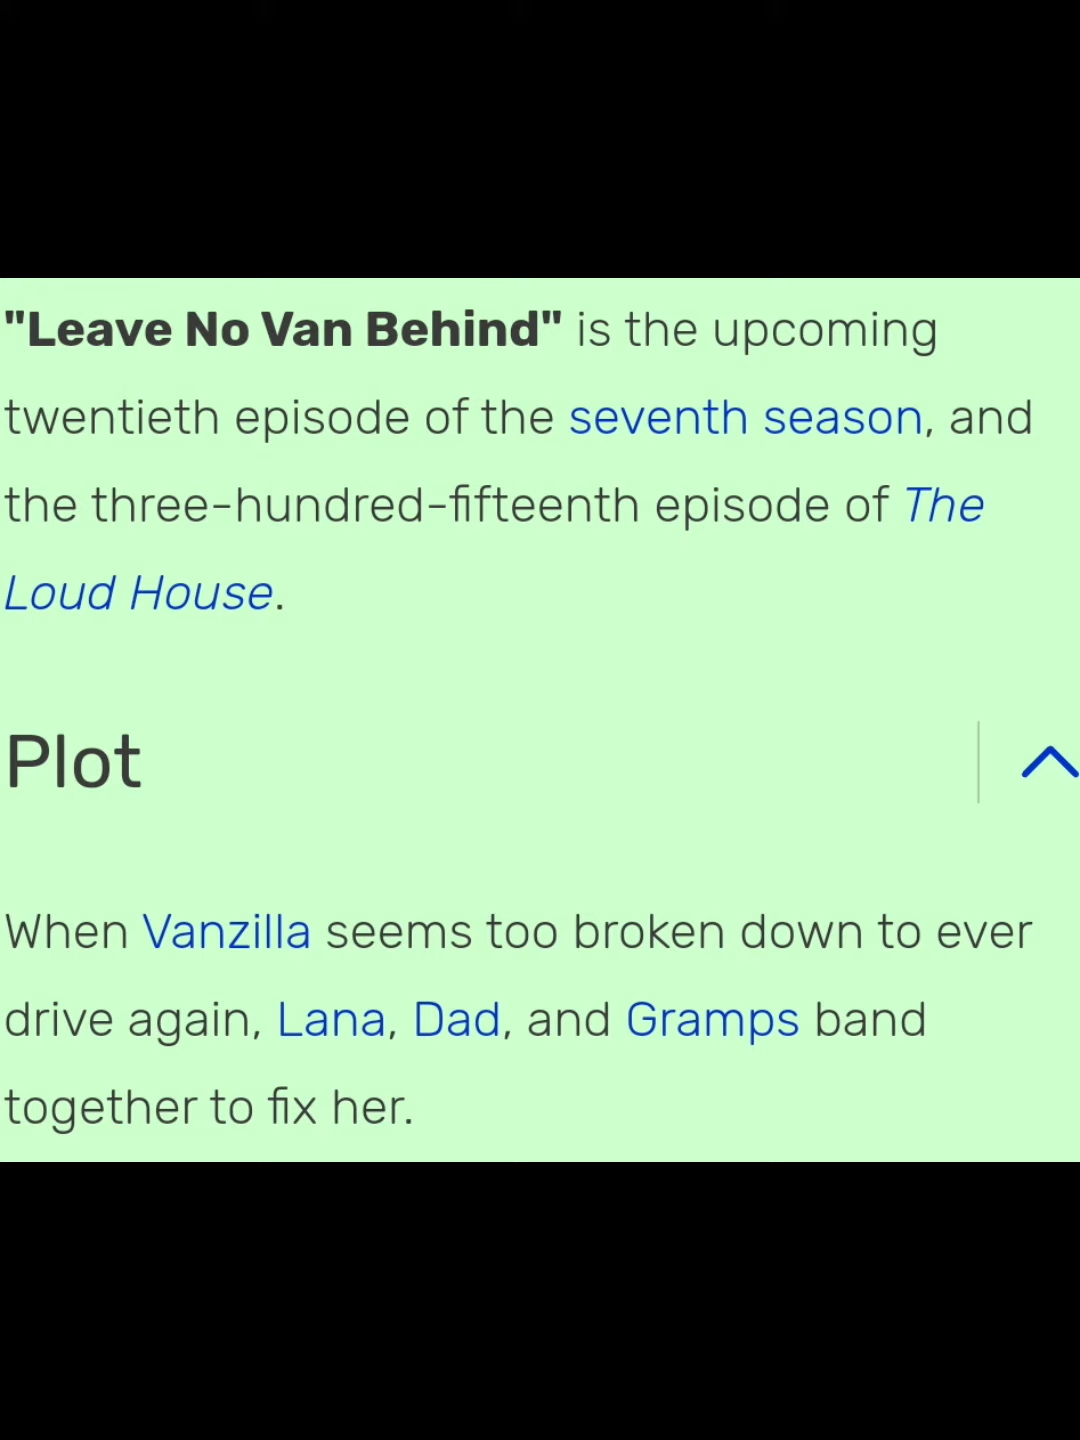 "Leave No Van Behind" is the upcoming
twentieth episode of the seventh season, and
the three-hundred-fifteenth episode of The
Loud House.
Plot
When Vanzilla seems too broken down to ever
drive again, Lana, Dad, and Gramps band
together to fix her.